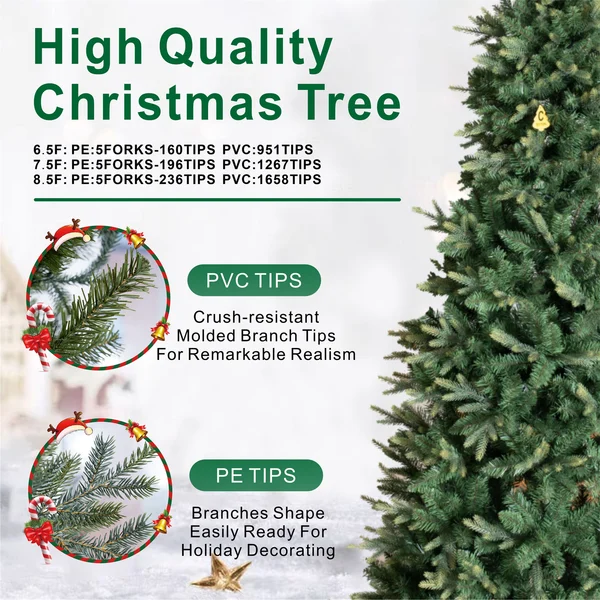 High Quality
Christmas Tree
6.5F: PE:5FORKS-160TIPS PVC:951TIPS
7.5F: PE:5FORKS-196TIPS PVC:1267TIPS
8.5F: PE:5FORKS-236TIPS PVC:1658TIPS
PVC TIPS
Crush-resistant
Molded Branch Tips
For Remarkable Realism
PE TIPS
Branches Shape
Easily Ready For
Holiday Decorating
C